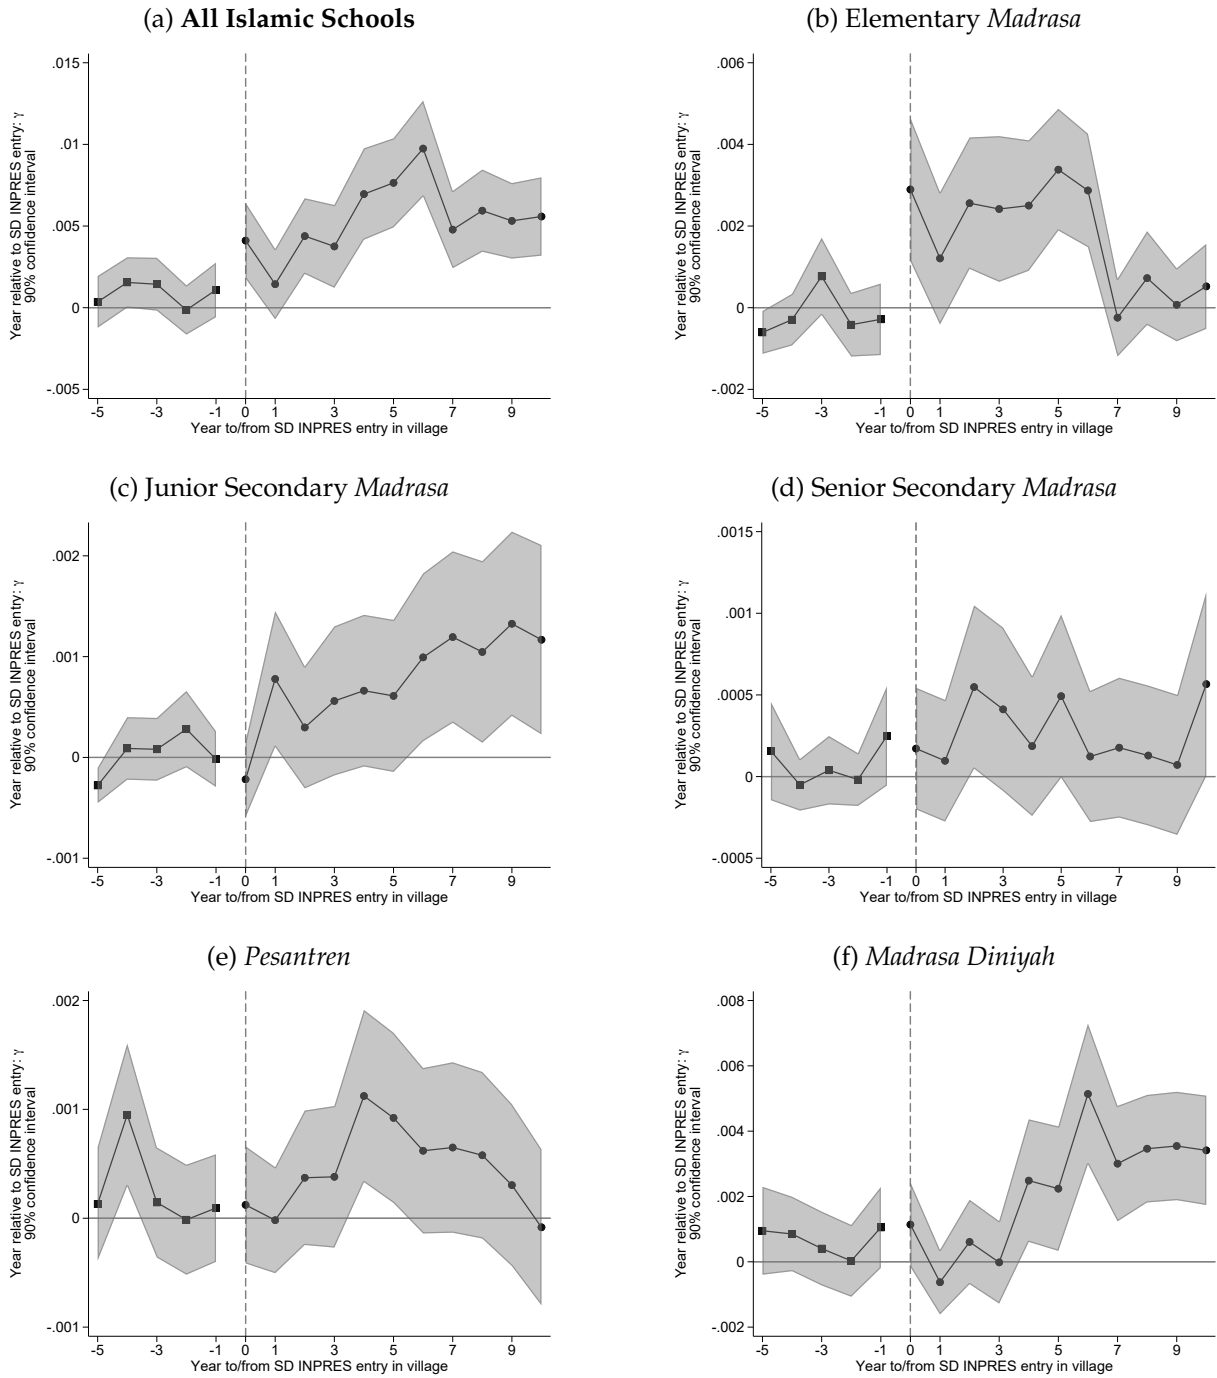 (a) All Islamic Schools
Year relative to SD INPRES entry: γ
90% confidence interval
.015
.01
.005
0
-.005
-5 -3 -1 0 1 3 5 7 9
Year to/from SD INPRES entry in village
(b) Elementary Madrasa
Year relative to SD INPRES entry: γ
90% confidence interval
.006
.004
.002
0
-.002
-5 -3 -1 0 1 3 5 7 9
Year to/from SD INPRES entry in village
(c) Junior Secondary Madrasa
Year relative to SD INPRES entry: γ
90% confidence interval
.002
.001
0
-.001
-5 -3 -1 0 1 3 5 7 9
Year to/from SD INPRES entry in village
(d) Senior Secondary Madrasa
Year relative to SD INPRES entry: γ
90% confidence interval
.0015
.001
.0005
0
-.0005
-5 -3 -1 0 1 3 5 7 9
Year to/from SD INPRES entry in village
(e) Pesantren
Year relative to SD INPRES entry: γ
90% confidence interval
.002
.001
0
-.001
-5 -3 -1 0 1 3 5 7 9
Year to/from SD INPRES entry in village
(f) Madrasa Diniyah
Year relative to SD INPRES entry: γ
90% confidence interval
.008
.006
.004
.002
0
-.002
-5 -3 -1 0 1 3 5 7 9
Year to/from SD INPRES entry in village